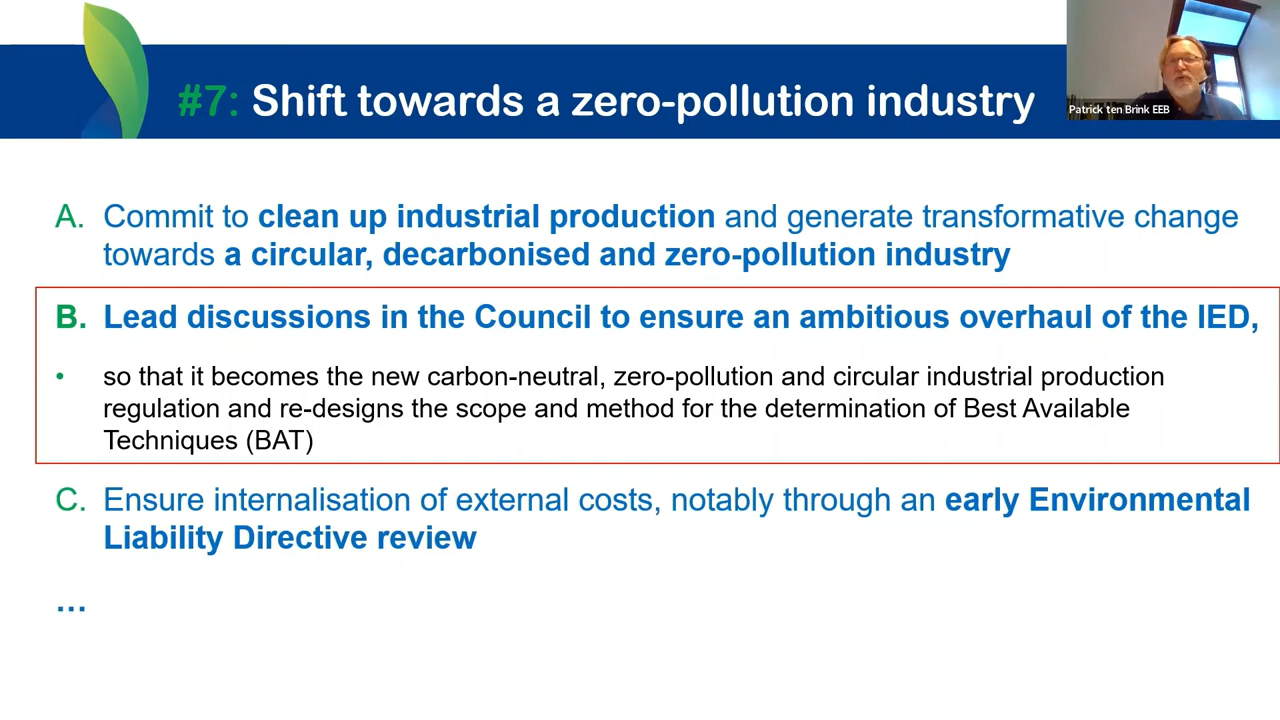 #7: Shift towards a zero-pollution industry
Patrick ten Brink EEB
A. Commit to clean up industrial production and generate transformative change
towards a circular, decarbonised and zero-pollution industry
B. Lead discussions in the Council to ensure an ambitious overhaul of the IED,
• so that it becomes the new carbon-neutral, zero-pollution and circular industrial production
regulation and re-designs the scope and method for the determination of Best Available
Techniques (BAT)
C. Ensure internalisation of external costs, notably through an early Environmental
Liability Directive review
...